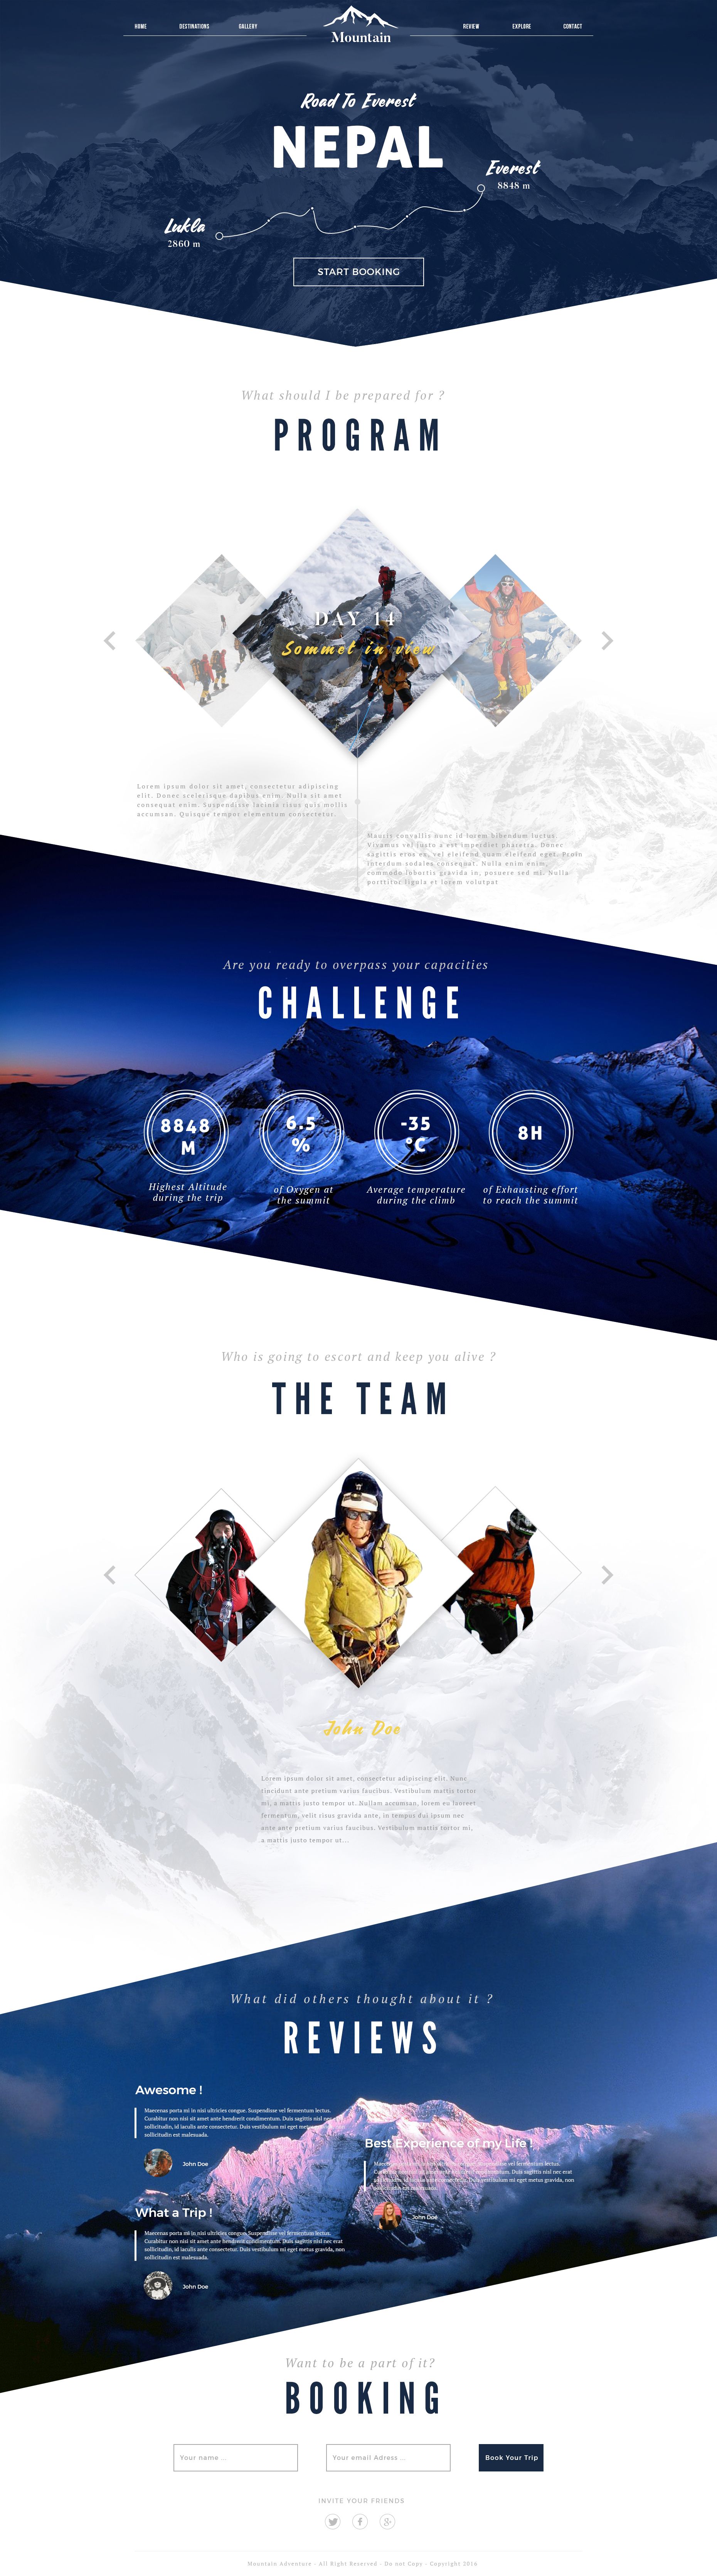 HOME DESTINATIONS GALLERY Mountain REVIEW EXPLORE CONTACT
Road To Everest
NEPAL
Everest
8848 m
Lukla
2860 m
START BOOKING
What should I be prepared for ?
PROGRAM
DAY 14
Sommet in view
Lorem ipsum dolor sit amet, consectetur adipiscing
elit. Donec scelerisque dapibus enim. Nulla sit amet
consequat enim. Suspendisse lacinia risus quis mollis
accumsan. Quisque tempor elementum consectetur.
Mauris convallis nunc id lorem bibendum luctus.
Vivamus vel justo a est imperdiet pharetra. Donec
sagittis eros ex, vel eleifend quam eleifend eget. Proin
interdum sodales consequat. Nulla enim enim,
commodo lobortis gravida in, posuere sed mi. Nulla
porttitor ligula et lorem volutpat
Are you ready to overpass your capacities
CHALLENGE
8848
M
Highest Altitude
during the trip
6.5
%
of Oxygen at
the summit
-35
°C
Average temperature
during the climb
8H
of Exhausting effort
to reach the summit
Who is going to escort and keep you alive ?
THE TEAM
John Doe
Lorem ipsum dolor sit amet, consectetur adipiscing elit. Nunc
tincidunt ante pretium varius faucibus. Vestibulum mattis tortor
mi, a mattis justo tempor ut. Nullam accumsan, lorem eu laoreet
fermentum, velit risus gravida ante, in tempus dui ipsum nec
ante ante pretium varius faucibus. Vestibulum mattis tortor mi,
a mattis justo tempor ut...
What did others thought about it ?
REVIEWS
Awesome !
Maecenas porta mi in nisi ultricies congue. Suspendisse vel fermentum lectus.
Curabitur non nisi sit amet ante hendrerit condimentum. Duis sagittis nisl nec erat
sollicitudin, id iaculis ante consectetur. Duis vestibulum mi eget metus gravida, non
sollicitudin est malesuada.
John Doe
Best Experience of my Life !
Maecenas porta mi in nisi ultricies congue. Suspendisse vel fermentum lectus.
Curabitur non nisi sit amet ante hendrerit condimentum. Duis sagittis nisl nec erat
sollicitudin, id iaculis ante consectetur. Duis vestibulum mi eget metus gravida, non
sollicitudin est malesuada.
John Doe
What a Trip !
Maecenas porta mi in nisi ultricies congue. Suspendisse vel fermentum lectus.
Curabitur non nisi sit amet ante hendrerit condimentum. Duis sagittis nisl nec erat
sollicitudin, id iaculis ante consectetur. Duis vestibulum mi eget metus gravida, non
sollicitudin est malesuada.
John Doe
Want to be a part of it?
BOOKING
Your name ...
Your email Adress ...
Book Your Trip
INVITE YOUR FRIENDS
Mountain Adventure - All Right Reserved - Do not Copy - Copyright 2016